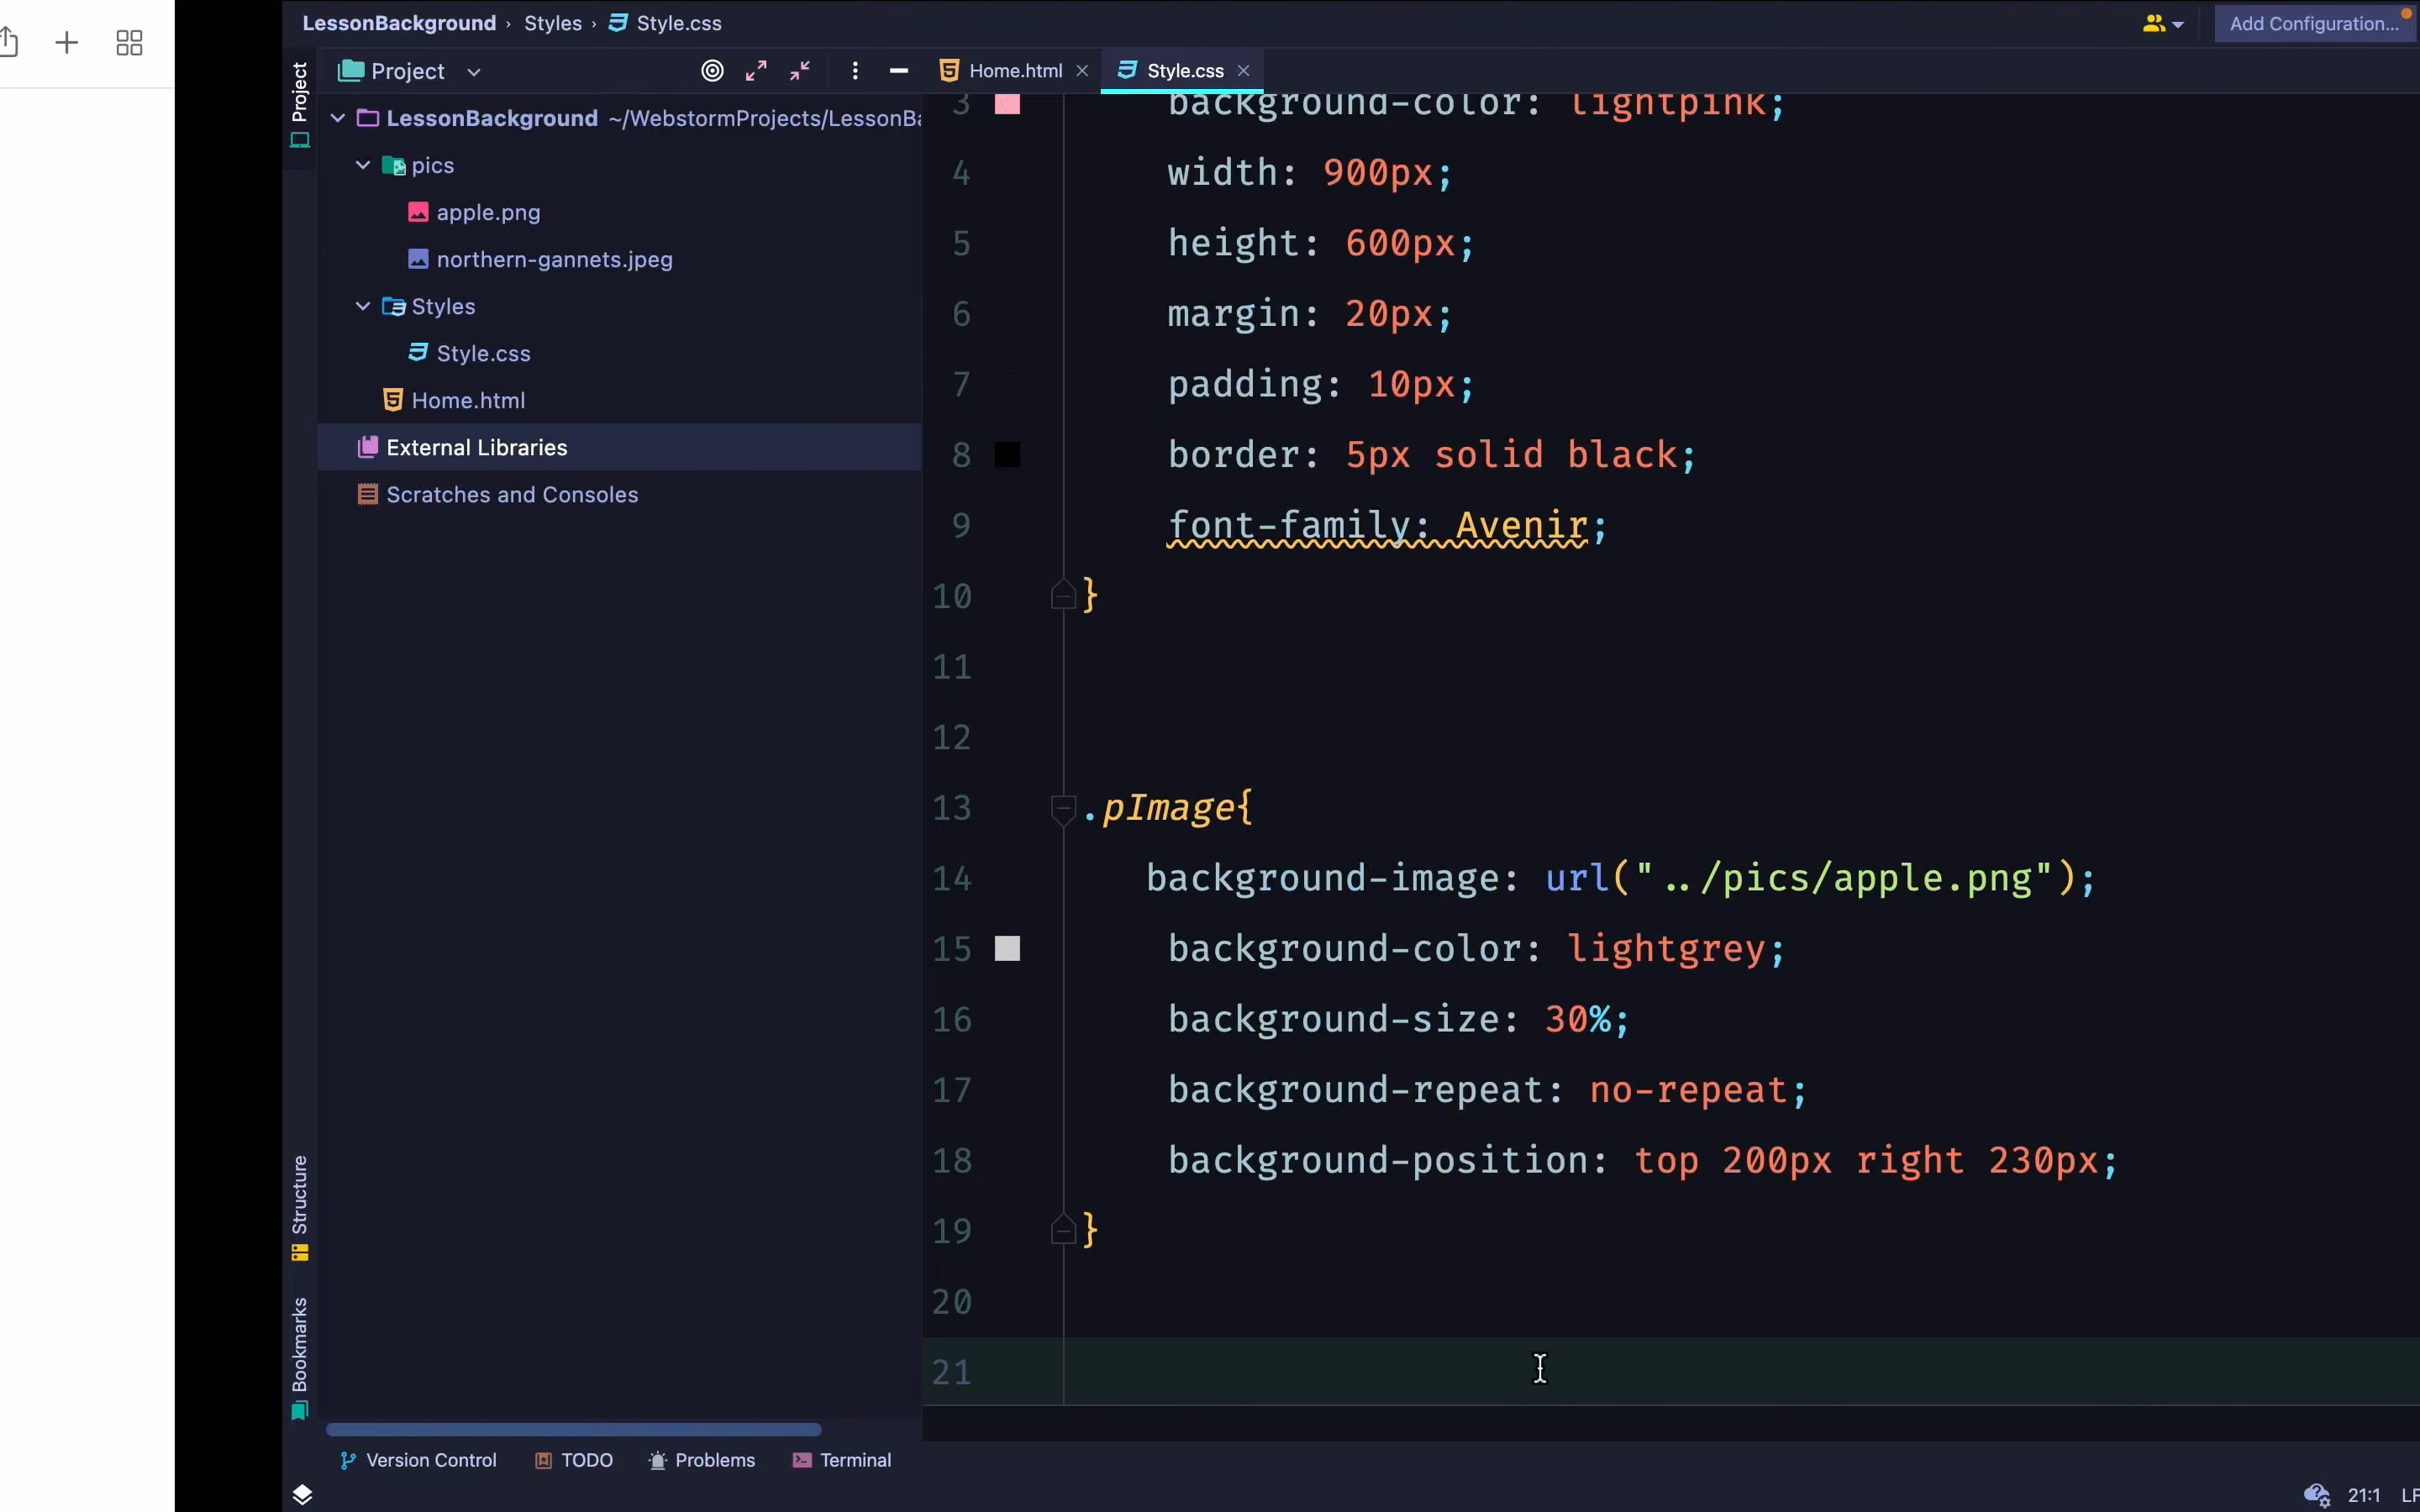 LessonBackground › Styles › Style.css
Add Configuration...
Project
Project
Home.html
Style.css
LessonBackground ~/WebstormProjects/LessonBa
pics
apple.png
northern-gannets.jpeg
Styles
Style.css
Home.html
External Libraries
Scratches and Consoles
3 background-color: lightpink;
4 width: 900px;
5 height: 600px;
6 margin: 20px;
7 padding: 10px;
8 border: 5px solid black;
9 font-family: Avenir;
10 }
11
12
13 .pImage{
14 background-image: url("../pics/apple.png");
15 background-color: lightgrey;
16 background-size: 30%;
17 background-repeat: no-repeat;
18 background-position: top 200px right 230px;
19 }
20
21
Structure
Bookmarks
Version Control TODO Problems Terminal
21:1 LF